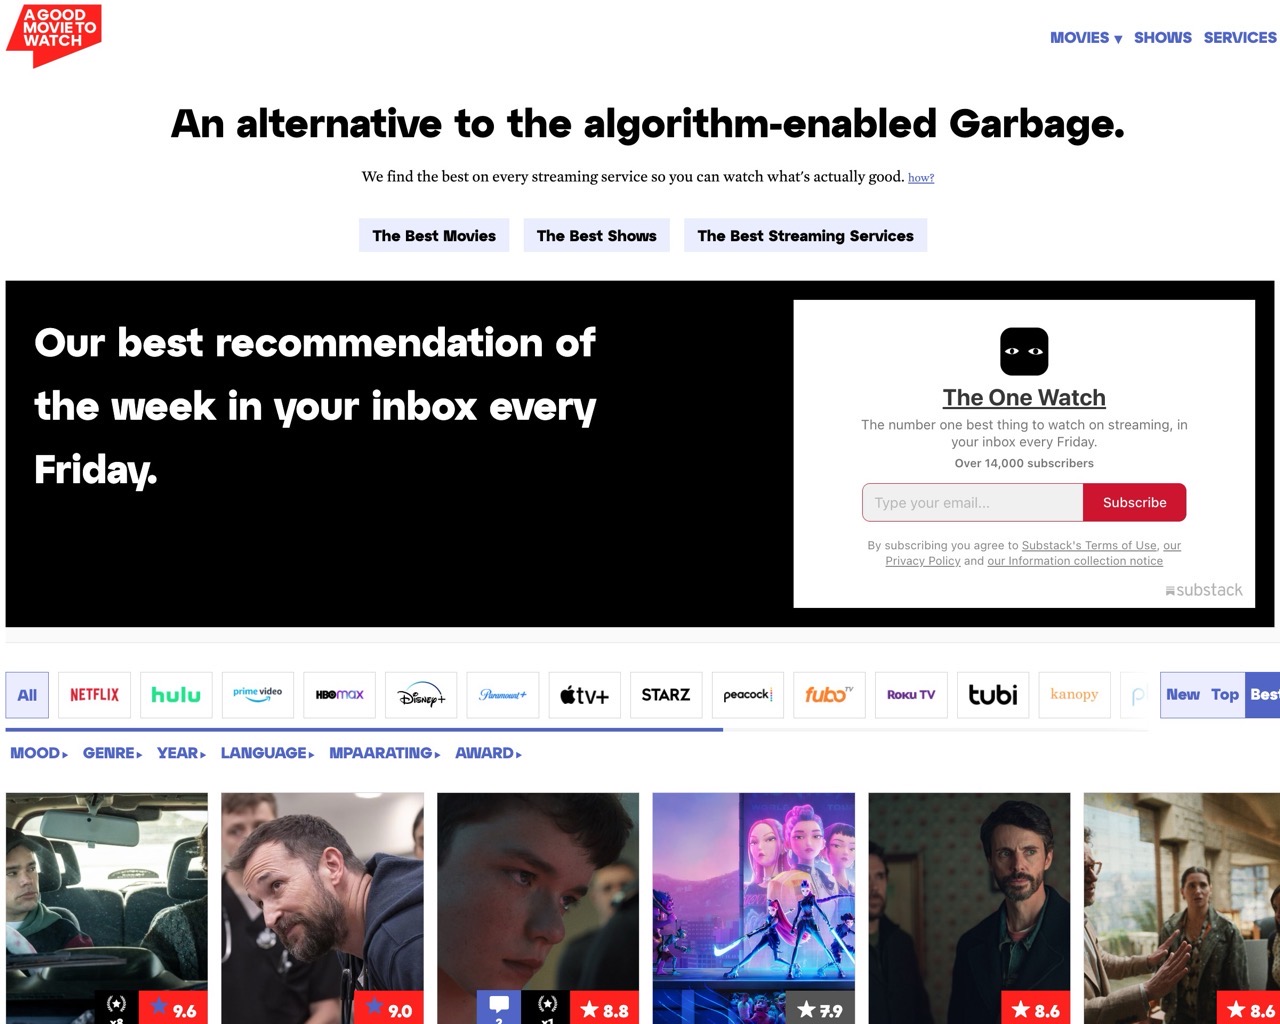 A GOOD
MOVIE TO
WATCH
MOVIES ▼ SHOWS SERVICES
An alternative to the algorithm-enabled Garbage.
We find the best on every streaming service so you can watch what's actually good. how?
The Best Movies The Best Shows The Best Streaming Services
Our best recommendation of
the week in your inbox every
Friday.
The One Watch
The number one best thing to watch on streaming, in
your inbox every Friday.
Over 14,000 subscribers
Type your email... Subscribe
By subscribing you agree to Substack's Terms of Use, our
Privacy Policy and our Information collection notice
substack
All NETFLIX hulu prime video HBO max Disney+ Paramount+ tv+ STARZ peacock fubo TV Roku TV tubi kanopy New Top Best
MOOD▸ GENRE▸ YEAR▸ LANGUAGE▸ MPAARATING▸ AWARD▸
x8 9.6 9.0 2 x1 8.8 7.9 8.6 8.6